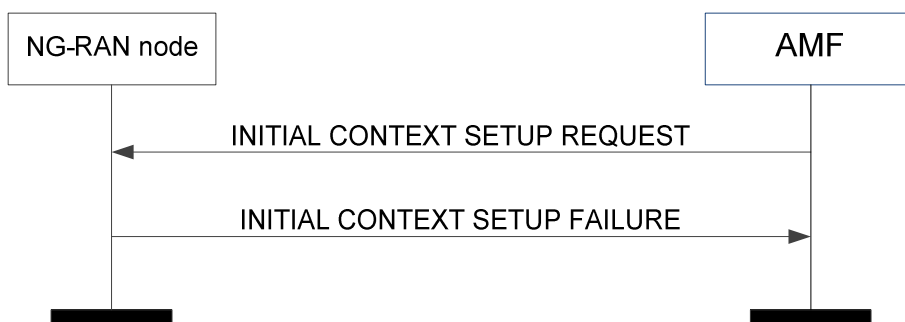 NG-RAN node
AMF
INITIAL CONTEXT SETUP REQUEST
INITIAL CONTEXT SETUP FAILURE